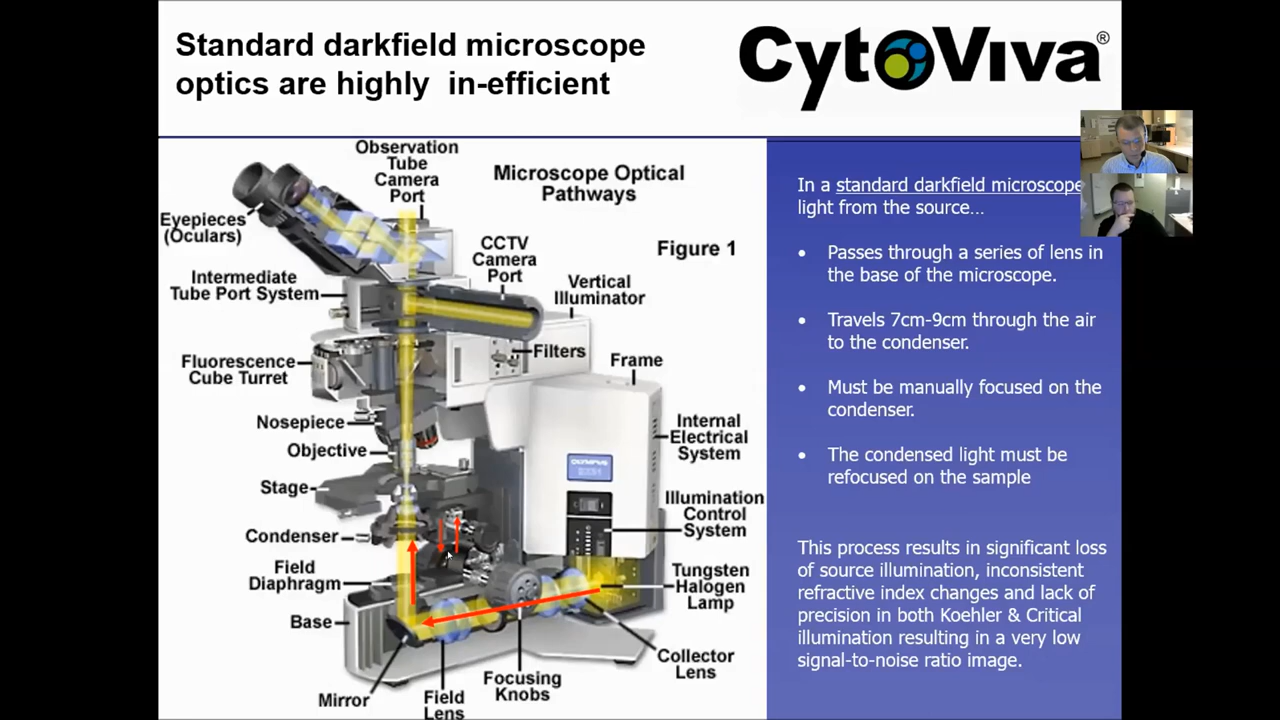 Standard darkfield microscope
optics are highly  in-efficient
CytoViva®
Observation
Tube
Camera
Port
Microscope Optical
Pathways
Figure 1
Eyepieces
(Oculars)
CCTV
Camera
Port
Intermediate
Tube Port System
Vertical
Illuminator
Filters
Fluorescence
Cube Turret
Frame
Nosepiece
Internal
Electrical
System
Objective
OLYMPUS
Stage
Illumination
Control
System
Condenser
Field
Diaphragm
Tungsten
Halogen
Lamp
Base
Collector
Lens
Focusing
Knobs
Mirror
Field
Lens
In a standard darkfield microscope
light from the source...
• Passes through a series of lens in
the base of the microscope.
• Travels 7cm-9cm through the air
to the condenser.
• Must be manually focused on the
condenser.
• The condensed light must be
refocused on the sample
This process results in significant loss
of source illumination, inconsistent
refractive index changes and lack of
precision in both Koehler & Critical
illumination resulting in a very low
signal-to-noise ratio image.